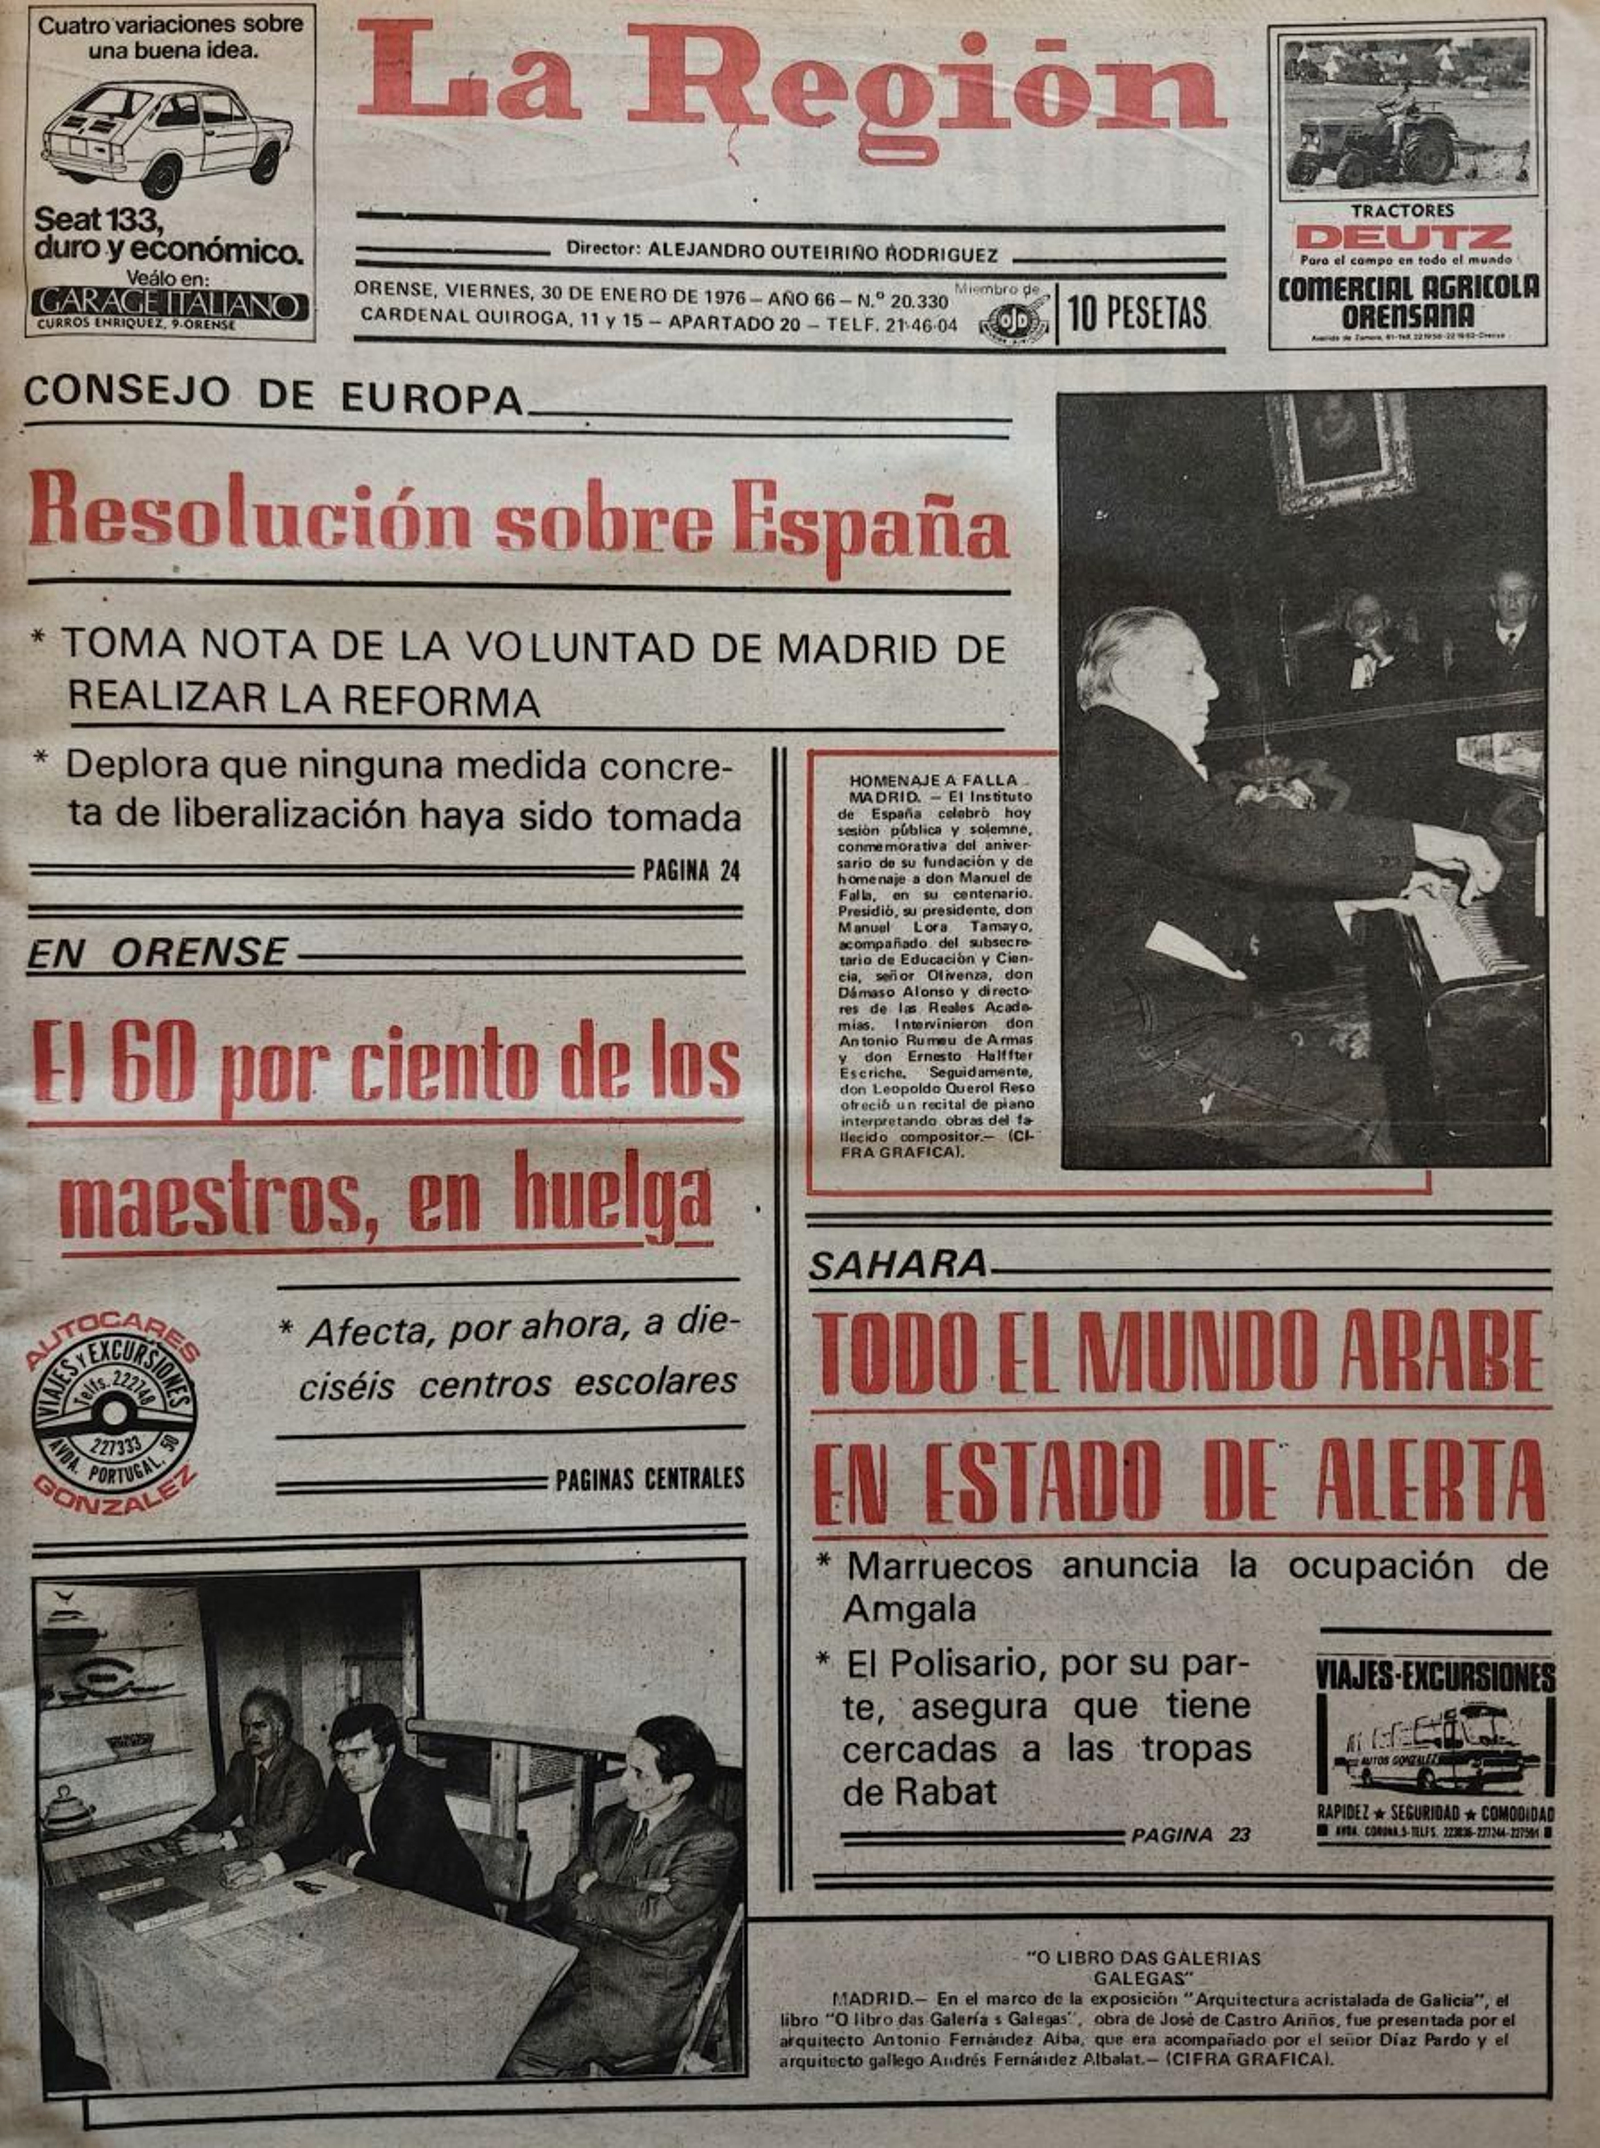 Cuatro variaciones sobre
una buena idea.
Seat 133,
duro y económico.
Veálo en:
GARAGE ITALIANO
CURROS ENRIQUEZ, 9-ORENSE
La Región
Director: ALEJANDRO OUTEIRIÑO RODRIGUEZ
ORENSE, VIERNES, 30 DE ENERO DE 1976 – AÑO 66 – N.º 20.330
CARDENAL QUIROGA, 11 y 15 – APARTADO 20 – TELF. 21-46-04
Miembro de
OJD
10 PESETAS
TRACTORES
DEUTZ
Para el campo en todo el mundo
COMERCIAL AGRICOLA
ORENSANA
CONSEJO DE EUROPA
Resolución sobre España
* TOMA NOTA DE LA VOLUNTAD DE MADRID DE
REALIZAR LA REFORMA
* Deplora que ninguna medida concre-
ta de liberalización haya sido tomada
PAGINA 24
HOMENAJE A FALLA
MADRID. – El Instituto
de España celebró hoy
sesión pública y solemne,
conmemorativa del aniver-
sario de su fundación y de
homenaje a don Manuel de
Falla, en su centenario.
Presidió, su presidente, don
Manuel Lora Tamayo,
acompañado del subsecre-
tario de Educación y Cien-
cia, señor Olivenza, don
Dámaso Alonso y directo-
res de las Reales Acade-
mias. Intervinieron don
Antonio Rumeu de Armas
y don Ernesto Halffter
Escriche. Seguidamente,
don Leopoldo Querol Reso
ofreció un recital de piano
interpretando obras del fa-
llecido compositor.– (CI-
FRA GRAFICA).
EN ORENSE
El 60 por ciento de los
maestros, en huelga
* Afecta, por ahora, a die-
ciséis centros escolares
PAGINAS CENTRALES
AUTOCARES
VIAJES Y EXCURSIONES
Telfs. 222748
227333
AVDA. PORTUGAL, 50
GONZALEZ
SAHARA
TODO EL MUNDO ARABE
EN ESTADO DE ALERTA
* Marruecos anuncia la ocupación de
Amgala
* El Polisario, por su par-
te, asegura que tiene
cercadas a las tropas
de Rabat
PAGINA 23
VIAJES-EXCURSIONES
AUTOS GONZALEZ
RAPIDEZ ★ SEGURIDAD ★ COMODIDAD
"O LIBRO DAS GALERIAS
GALEGAS"
MADRID.– En el marco de la exposición "Arquitectura acristalada de Galicia", el
libro "O libro das Galería s Galegas", obra de José de Castro Ariños, fue presentada por el
arquitecto Antonio Fernández Alba, que era acompañado por el señor Díaz Pardo y el
arquitecto gallego Andrés Fernández Albalat.– (CIFRA GRAFICA).